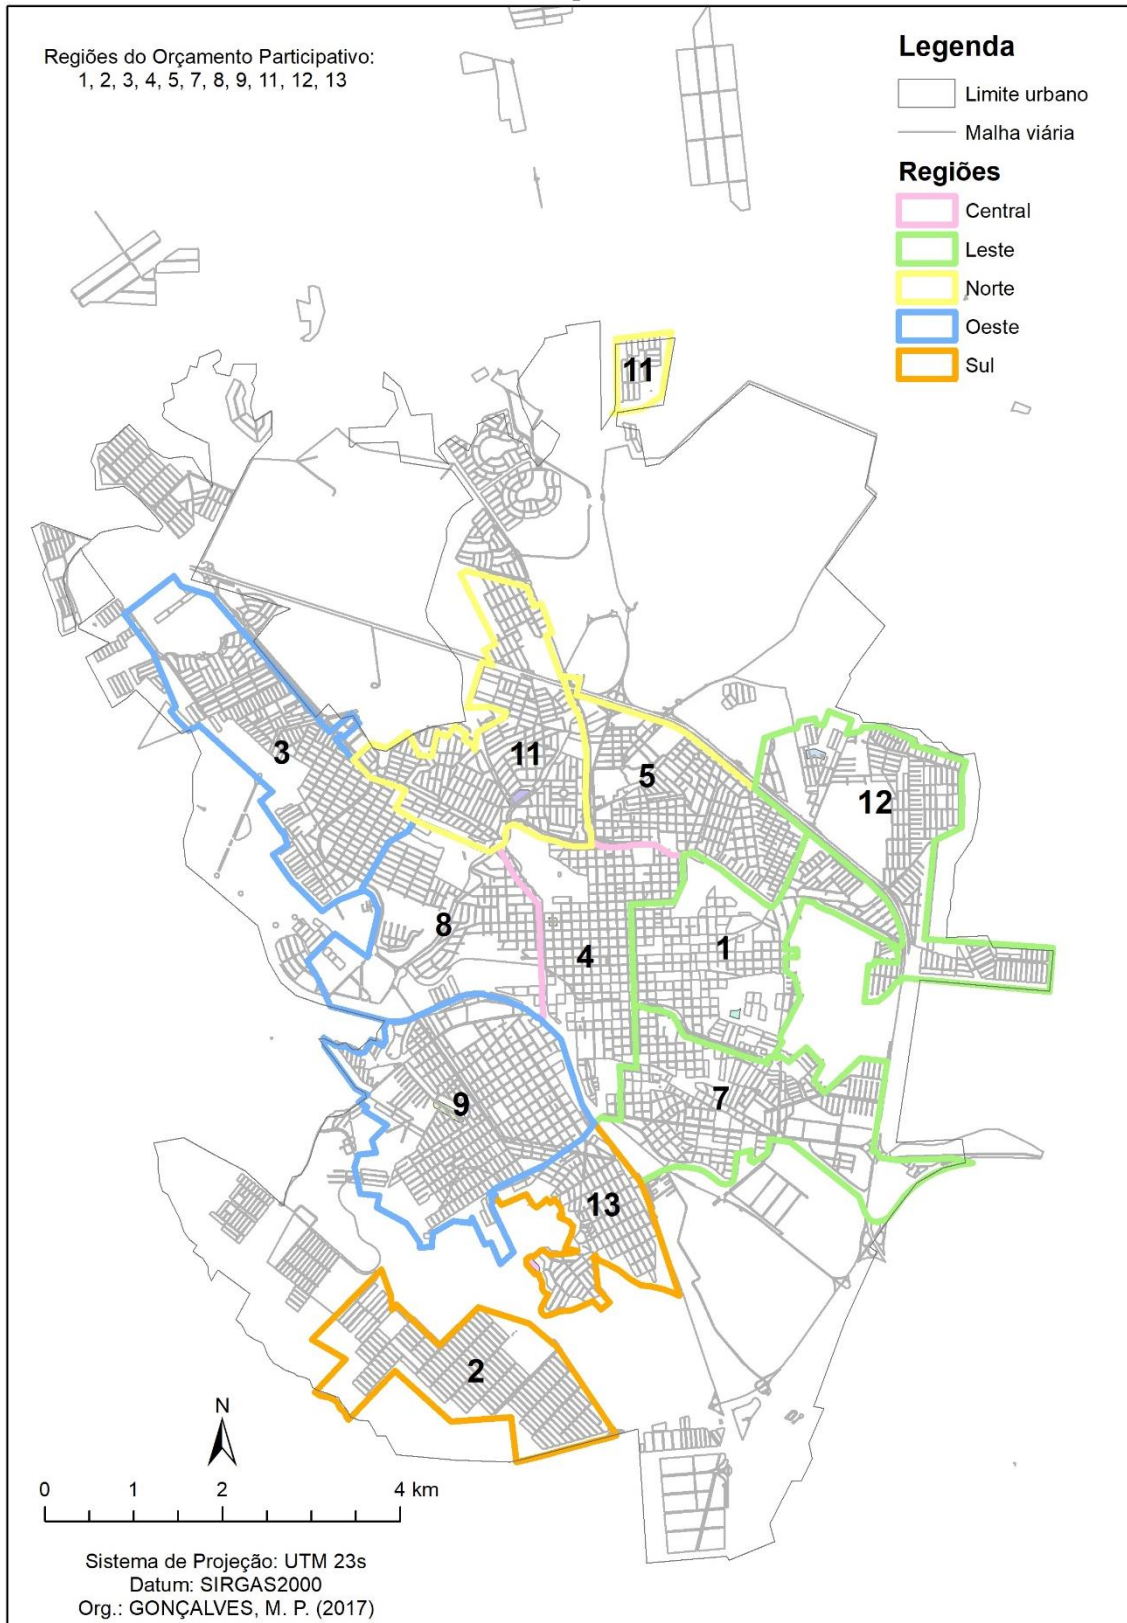 Regiões do Orçamento Participativo:
1, 2, 3, 4, 5, 7, 8, 9, 11, 12, 13
Legenda
Limite urbano
Malha viária
Regiões
Central
Leste
Norte
Oeste
Sul
11
3
11
5
12
8
4
1
9
7
13
2
N
0 1 2 4 km
Sistema de Projeção: UTM 23s
Datum: SIRGAS2000
Org.: GONÇALVES, M. P. (2017)